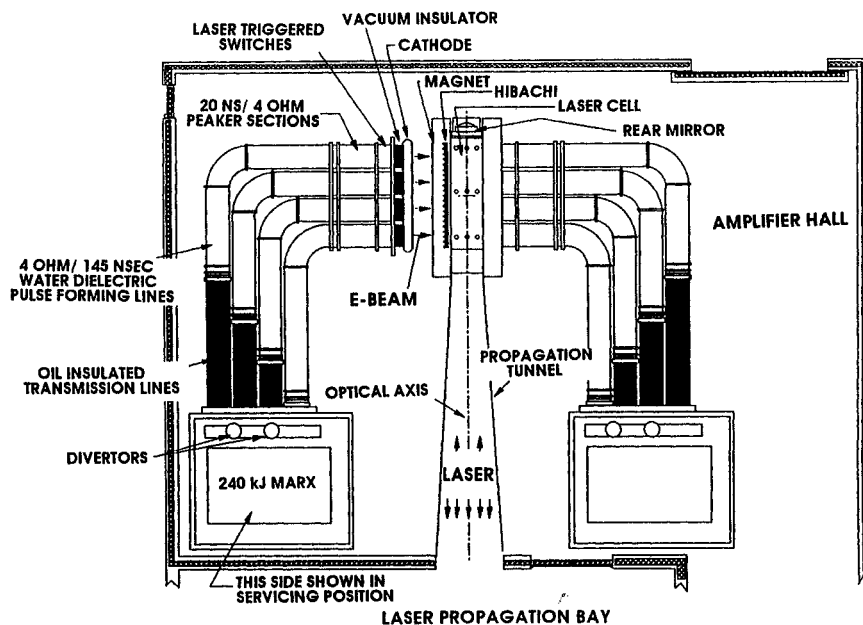 VACUUM INSULATOR
LASER TRIGGERED
SWITCHES
CATHODE
MAGNET
HIBACHI
20 NS/ 4 OHM
PEAKER SECTIONS
LASER CELL
REAR MIRROR
AMPLIFIER HALL
4 OHM/ 145 NSEC
WATER DIELECTRIC
PULSE FORMING LINES
E-BEAM
OIL INSULATED
TRANSMISSION LINES
OPTICAL AXIS
PROPAGATION
TUNNEL
DIVERTORS
LASER
240 kJ MARX
THIS SIDE SHOWN IN
SERVICING POSITION
LASER PROPAGATION BAY